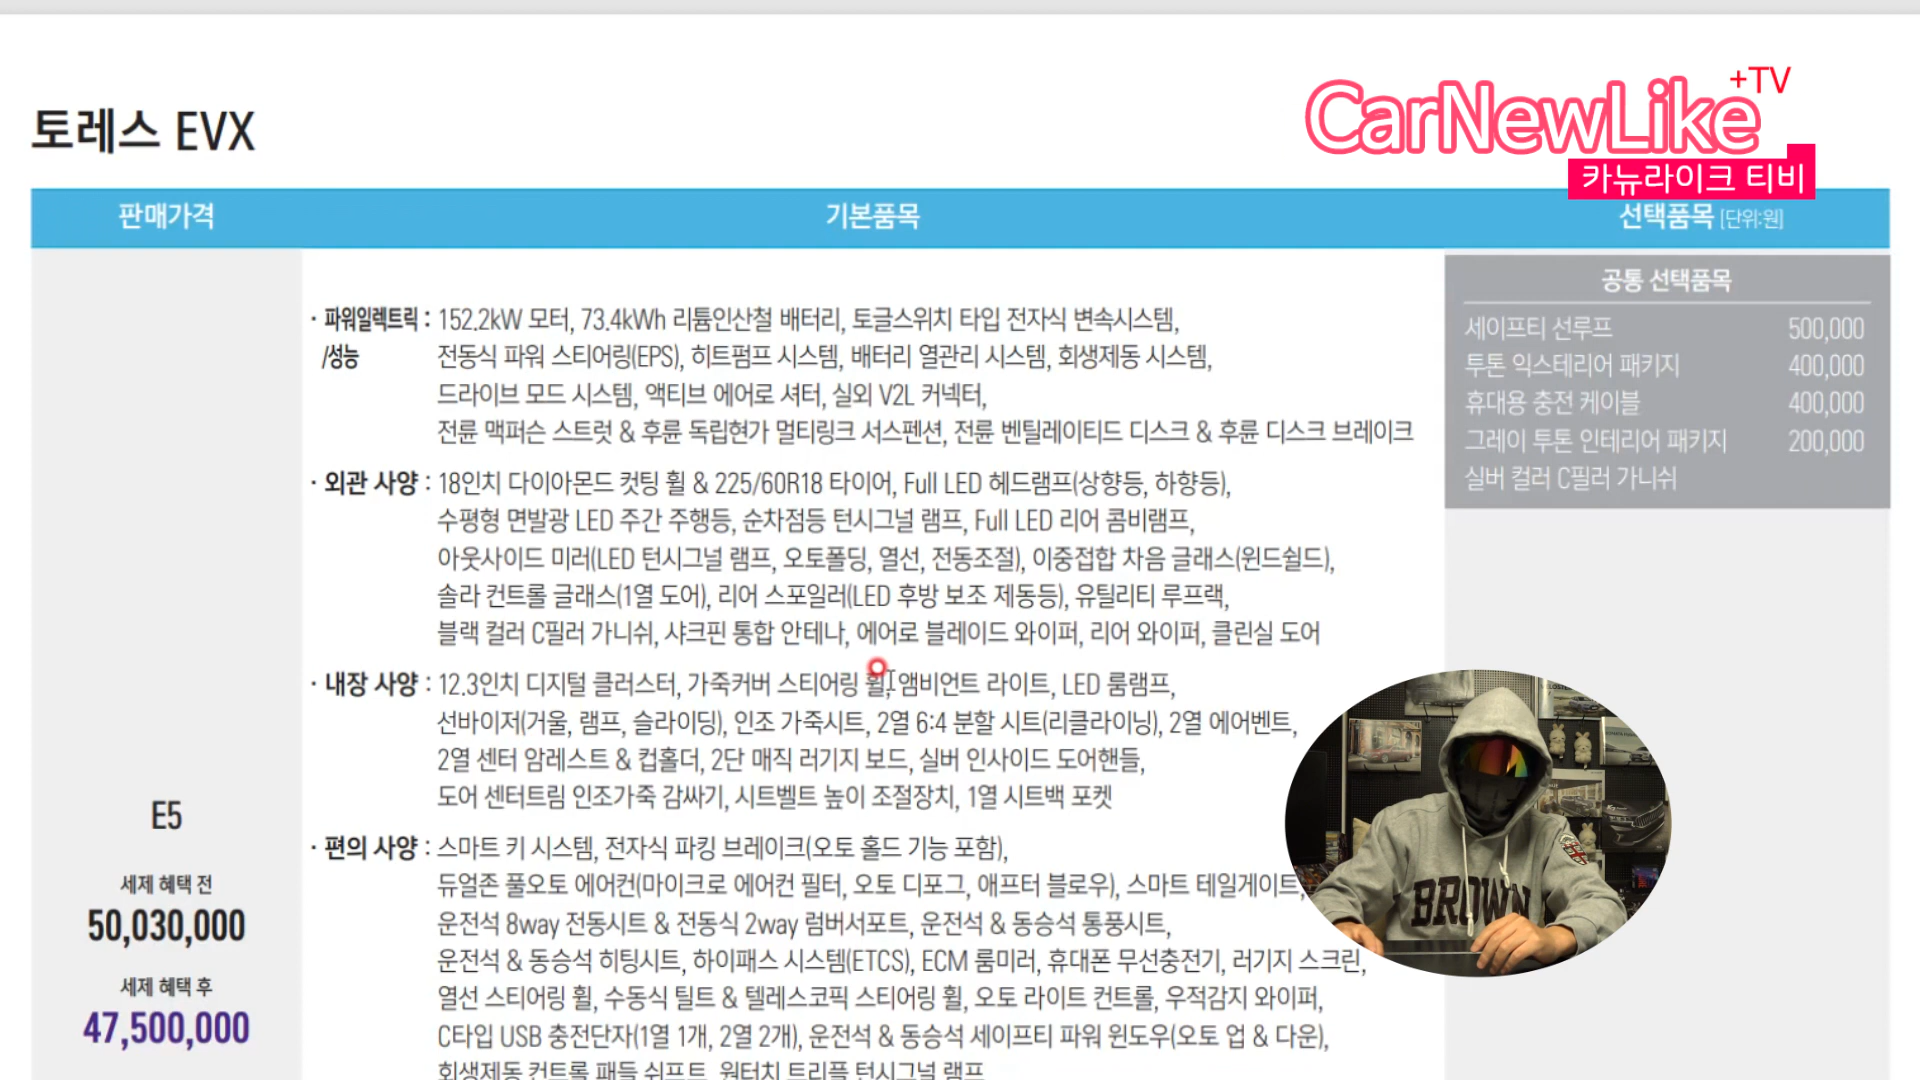 CarNewLike +TV
카뉴라이크 티비
토레스 EVX
판매가격
기본품목
선택품목 [단위:원]
· 파워일렉트릭 : 152.2kW 모터, 73.4kWh 리튬인산철 배터리, 토글스위치 타입 전자식 변속시스템,
/성능 전동식 파워 스티어링(EPS), 히트펌프 시스템, 배터리 열관리 시스템, 회생제동 시스템,
드라이브 모드 시스템, 액티브 에어로 셔터, 실외 V2L 커넥터,
전륜 맥퍼슨 스트럿 & 후륜 독립현가 멀티링크 서스펜션, 전륜 벤틸레이티드 디스크 & 후륜 디스크 브레이크
· 외관 사양 : 18인치 다이아몬드 컷팅 휠 & 225/60R18 타이어, Full LED 헤드램프(상향등, 하향등),
수평형 면발광 LED 주간 주행등, 순차점등 턴시그널 램프, Full LED 리어 콤비램프,
아웃사이드 미러(LED 턴시그널 램프, 오토폴딩, 열선, 전동조절), 이중접합 차음 글래스(윈드쉴드),
솔라 컨트롤 글래스(1열 도어), 리어 스포일러(LED 후방 보조 제동등), 유틸리티 루프랙,
블랙 컬러 C필러 가니쉬, 샤크핀 통합 안테나, 에어로 블레이드 와이퍼, 리어 와이퍼, 클린실 도어
· 내장 사양 : 12.3인치 디지털 클러스터, 가죽커버 스티어링 휠, 앰비언트 라이트, LED 룸램프,
선바이저(거울, 램프, 슬라이딩), 인조 가죽시트, 2열 6:4 분할 시트(리클라이닝), 2열 에어벤트,
2열 센터 암레스트 & 컵홀더, 2단 매직 러기지 보드, 실버 인사이드 도어핸들,
도어 센터트림 인조가죽 감싸기, 시트벨트 높이 조절장치, 1열 시트백 포켓
· 편의 사양 : 스마트 키 시스템, 전자식 파킹 브레이크(오토 홀드 기능 포함),
듀얼존 풀오토 에어컨(마이크로 에어컨 필터, 오토 디포그, 애프터 블로우), 스마트 테일게이트,
운전석 8way 전동시트 & 전동식 2way 럼버서포트, 운전석 & 동승석 통풍시트,
운전석 & 동승석 히팅시트, 하이패스 시스템(ETCS), ECM 룸미러, 휴대폰 무선충전기, 러기지 스크린,
열선 스티어링 휠, 수동식 틸트 & 텔레스코픽 스티어링 휠, 오토 라이트 컨트롤, 우적감지 와이퍼,
C타입 USB 충전단자(1열 1개, 2열 2개), 운전석 & 동승석 세이프티 파워 윈도우(오토 업 & 다운),
회생제동 컨트롤 패들 쉬프트, 원터치 트리플 턴시그널 램프
E5
세제 혜택 전
50,030,000
세제 혜택 후
47,500,000
공통 선택품목
세이프티 선루프 500,000
투톤 익스테리어 패키지 400,000
휴대용 충전 케이블 400,000
그레이 투톤 인테리어 패키지 200,000
실버 컬러 C필러 가니쉬
BROWN